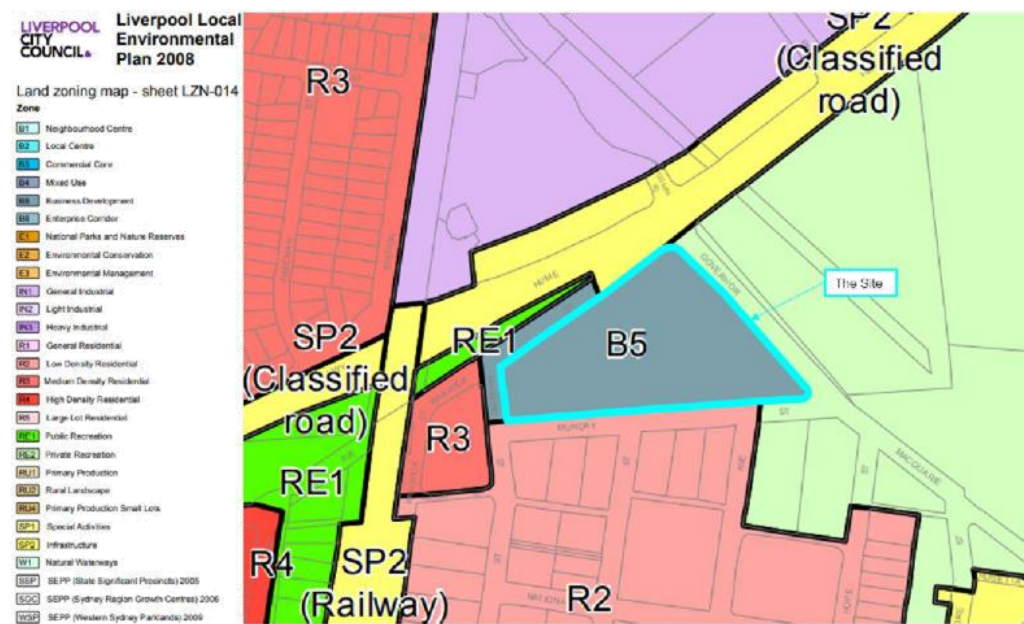 LIVERPOOL
CITY
COUNCIL
Liverpool Local
Environmental
Plan 2008
Land zoning map - sheet LZN-014
Zone
B1 Neighbourhood Centre
B2 Local Centre
B3 Commercial Core
B4 Mixed Use
B5 Business Development
B6 Enterprise Corridor
E1 National Parks and Nature Reserves
E2 Environmental Conservation
E3 Environmental Management
IN1 General Industrial
IN2 Light Industrial
IN3 Heavy Industrial
R1 General Residential
R2 Low Density Residential
R3 Medium Density Residential
R4 High Density Residential
R5 Large Lot Residential
RE1 Public Recreation
RE2 Private Recreation
RU1 Primary Production
RU2 Rural Landscape
RU4 Primary Production Small Lots
SP1 Special Activities
SP2 Infrastructure
W1 Natural Waterways
SSP SEPP (State Significant Precincts) 2005
SGC SEPP (Sydney Region Growth Centres) 2006
WSP SEPP (Western Sydney Parklands) 2009
R3
SP2
(Classified
road)
GOVERNOR
The Site
HUME
SP2
(Classified
road)
RE1
B5
R3
MUNDAY
ST
MACQUARIE
RE1
ST
ST
AVE
R4
SP2
(Railway)
ST
R2
HOPE
ST